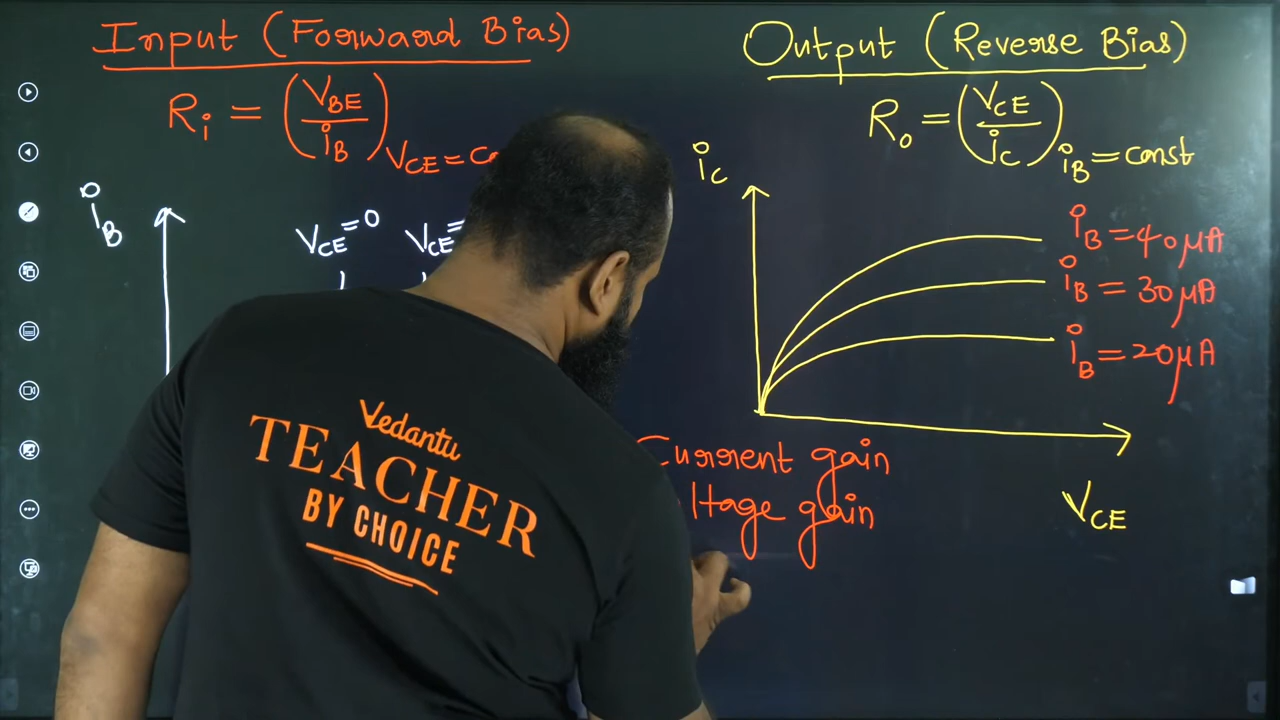 Input (Forward Bias)
Ri = (VBE / iB) VCE = co
iB
VCE = 0
VCE =
Output (Reverse Bias)
Ro = (VCE / iC) iB = const
iC
iB = 40 μA
iB = 30 μA
iB = 20 μA
VCE
Current gain
ltage gain
Vedantu
TEACHER
BY CHOICE